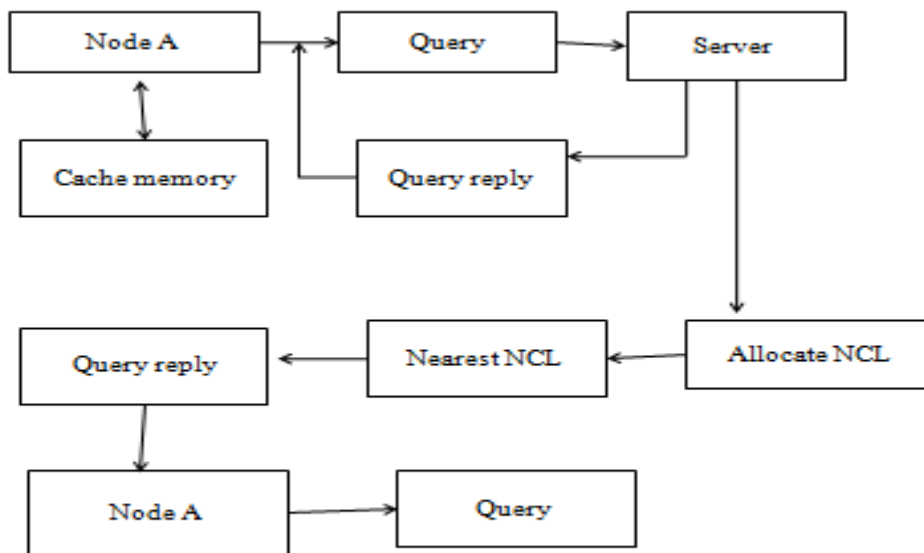 Node A
Query
Server
Cache memory
Query reply
Query reply
Nearest NCL
Allocate NCL
Node A
Query